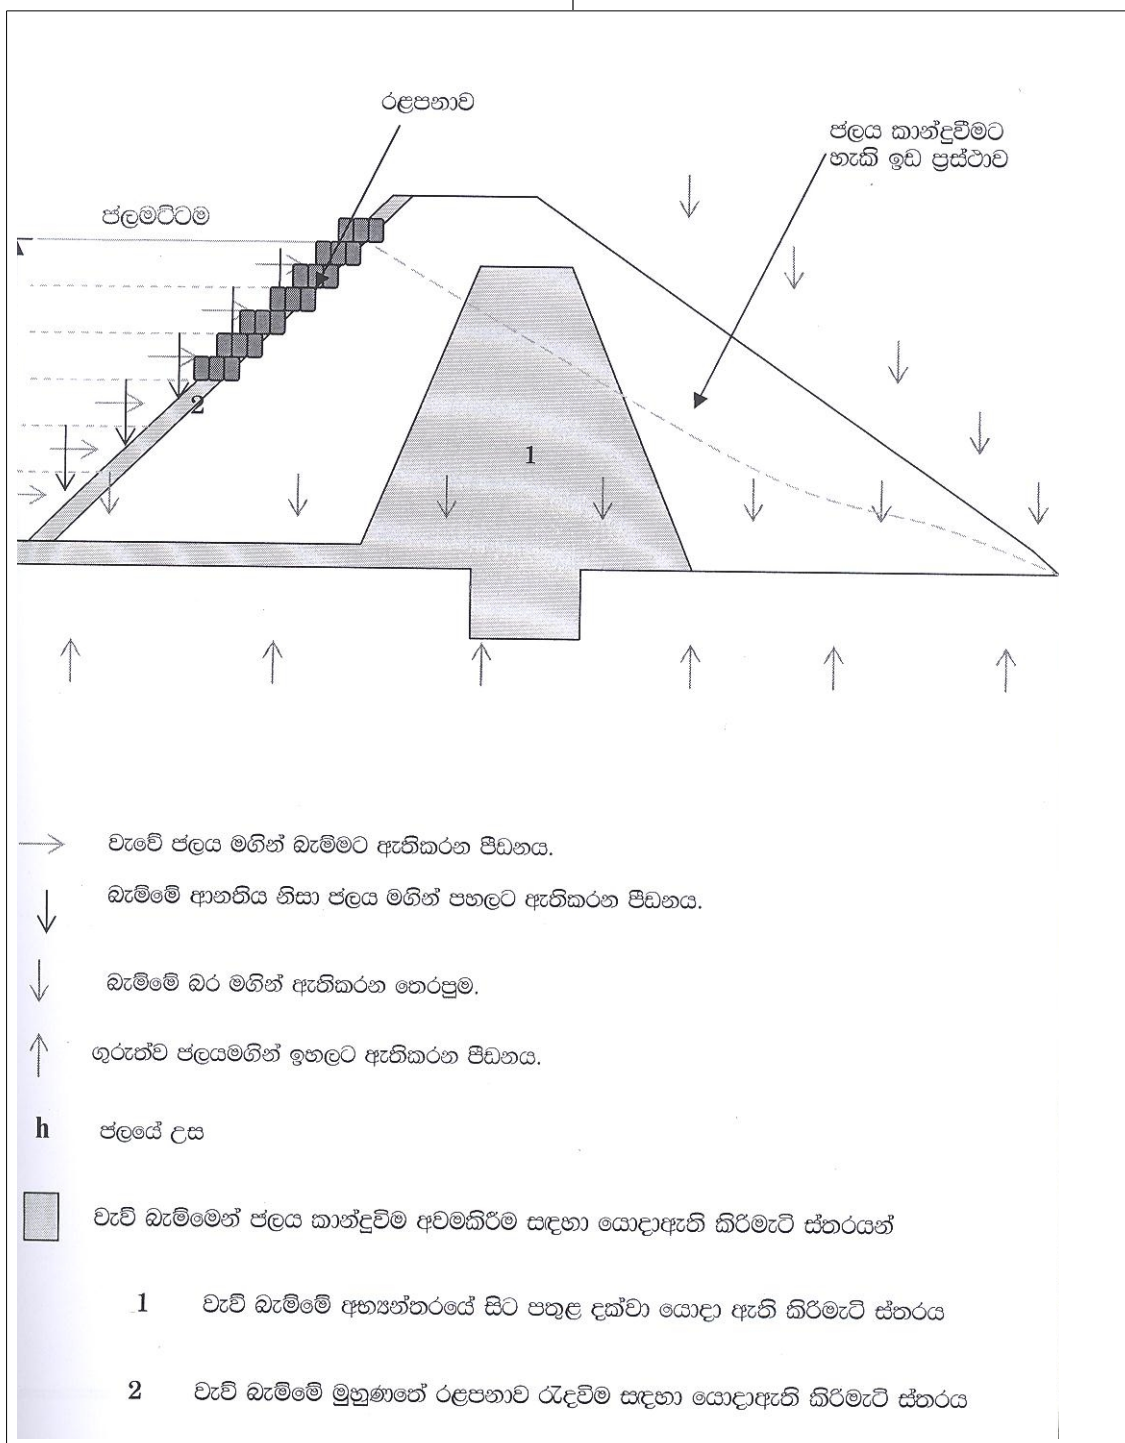 රළපනාව
ජලය කාන්දුවීමට
හැකි ඉඩ ප්‍රස්ථාව
ජලමට්ටම
2
1
වැවේ ජලය මගින් බැම්මට ඇතිකරන පීඩනය.
බැම්මේ ආනතිය නිසා ජලය මගින් පහලට ඇතිකරන පීඩනය.
බැම්මේ බර මගින් ඇතිකරන තෙරපුම.
ගුරුත්ව ජලයමගින් ඉහලට ඇතිකරන පීඩනය.
h ජලයේ උස
වැව් බැම්මෙන් ජලය කාන්දුවිම අවමකිරීම සඳහා යොදාඇති කිරිමැටි ස්තරයන්
1 වැව් බැම්මේ අභ්‍යන්තරයේ සිට පතුළ දක්වා යොදා ඇති කිරිමැටි ස්තරය
2 වැව් බැම්මේ මුහුණතේ රළපනාව රැඳවිම සඳහා යොදාඇති කිරිමැටි ස්තරය